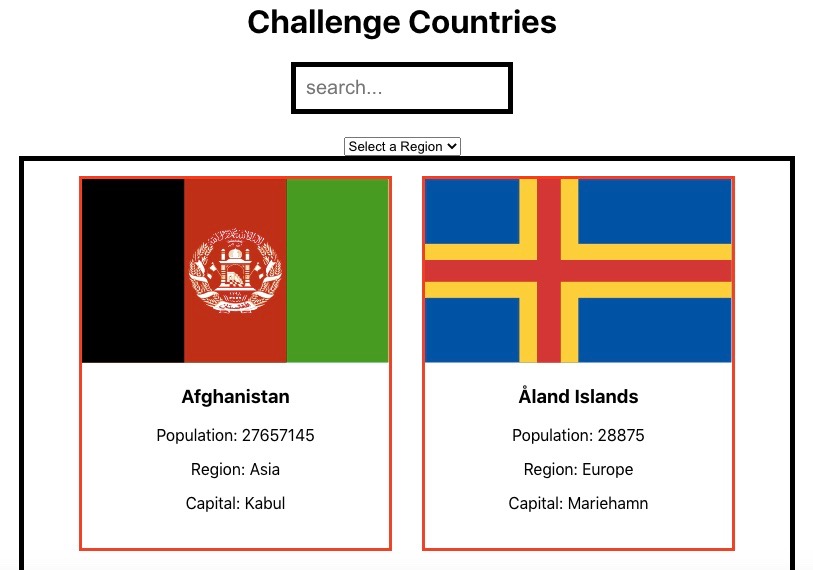 Challenge Countries
search...
Select a Region
Afghanistan
Population: 27657145
Region: Asia
Capital: Kabul
Åland Islands
Population: 28875
Region: Europe
Capital: Mariehamn